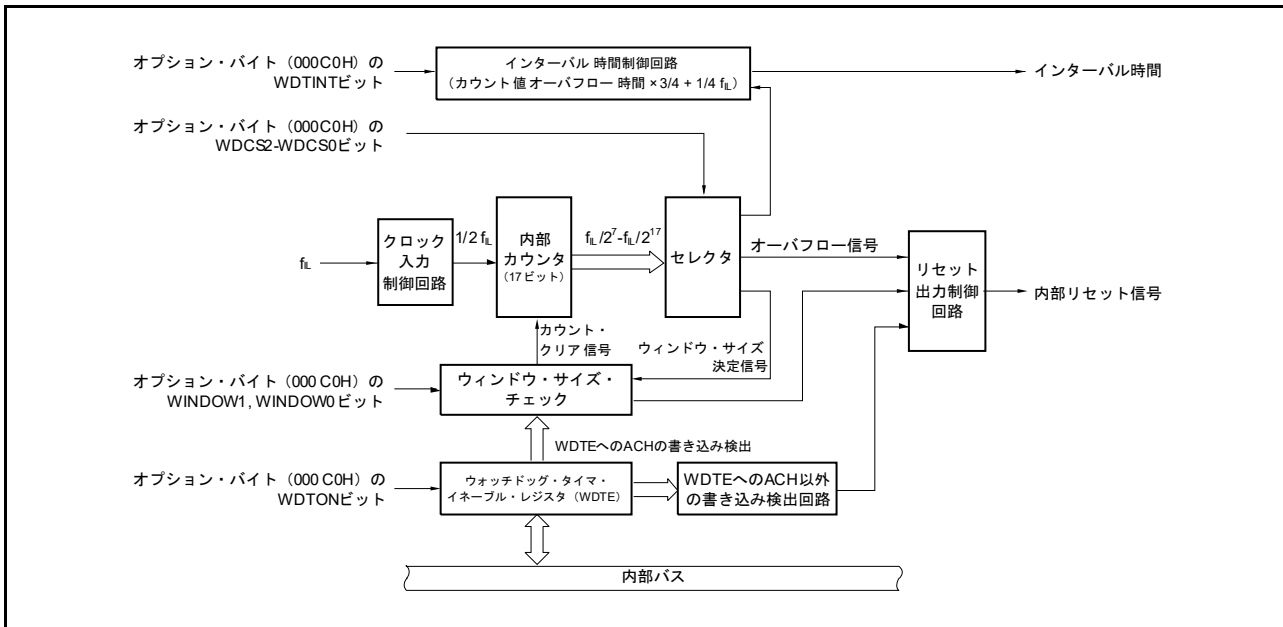 オプション・バイト（000C0H）の
WDTINTビット
インターバル 時間制御回路
（カウント値 オーバフロー 時間 ×3/4 + 1/4 fIL）
インターバル時間
オプション・バイト（000C0H）の
WDCS2-WDCS0ビット
fIL
クロック
入力
制御回路
1/2 fIL
内部
カウンタ
（17ビット）
fIL/2^7-fIL/2^17
セレクタ
オーバフロー信号
リセット
出力制御
回路
内部リセット信号
カウント・
クリア 信号
ウィンドウ・サイズ
決定信号
オプション・バイト（000 C0H）の
WINDOW1, WINDOW0ビット
ウィンドウ・サイズ・
チェック
WDTEへのACHの書き込み検出
オプション・バイト（000 C0H）の
WDTONビット
ウォッチドッグ・タイマ・
イネーブル・レジスタ（WDTE）
WDTEへのACH以外
の書き込み検出回路
内部バス